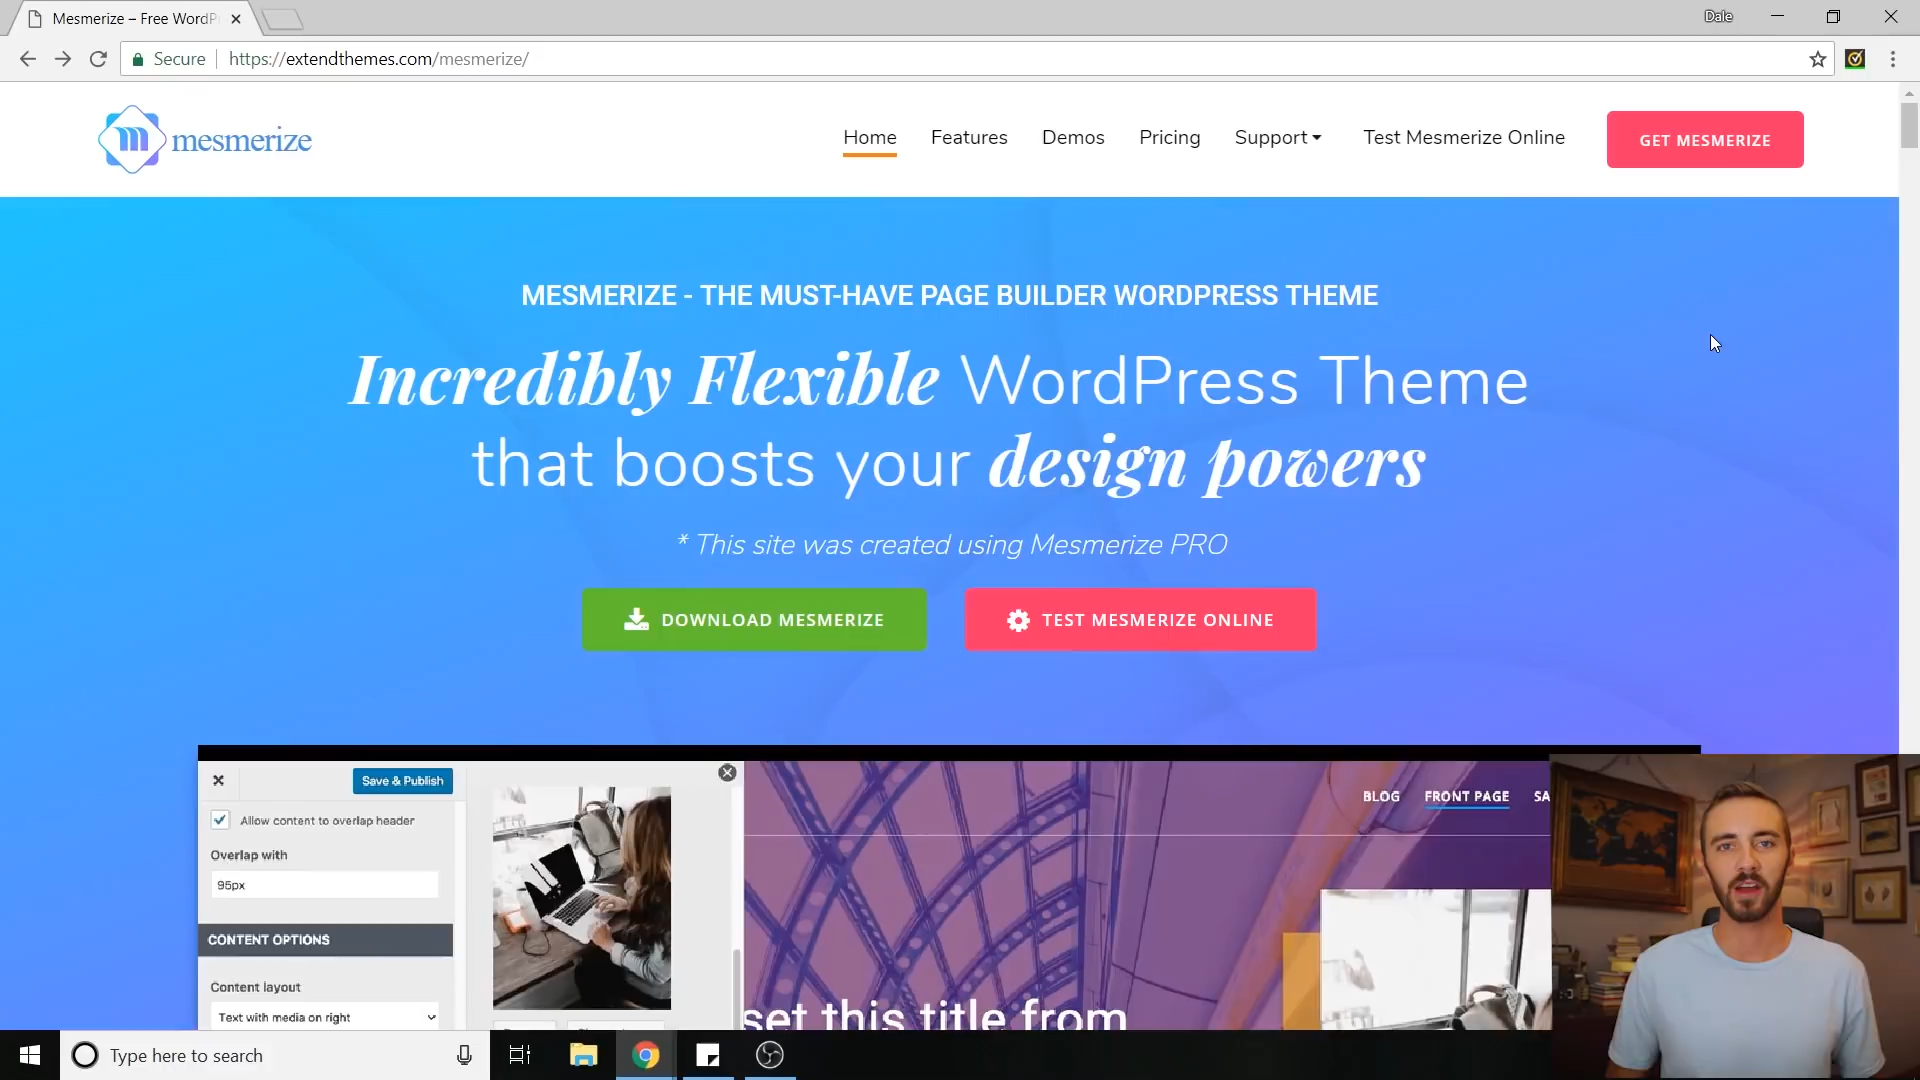 Mesmerize – Free WordP
Dale
Secure
https://extendthemes.com/mesmerize/
mesmerize
Home
Features
Demos
Pricing
Support
Test Mesmerize Online
GET MESMERIZE
MESMERIZE - THE MUST-HAVE PAGE BUILDER WORDPRESS THEME
Incredibly Flexible WordPress Theme
that boosts your design powers
* This site was created using Mesmerize PRO
DOWNLOAD MESMERIZE
TEST MESMERIZE ONLINE
Save & Publish
Allow content to overlap header
Overlap with
95px
CONTENT OPTIONS
Content layout
Text with media on right
BLOG
FRONT PAGE
SA
set this title from
Type here to search